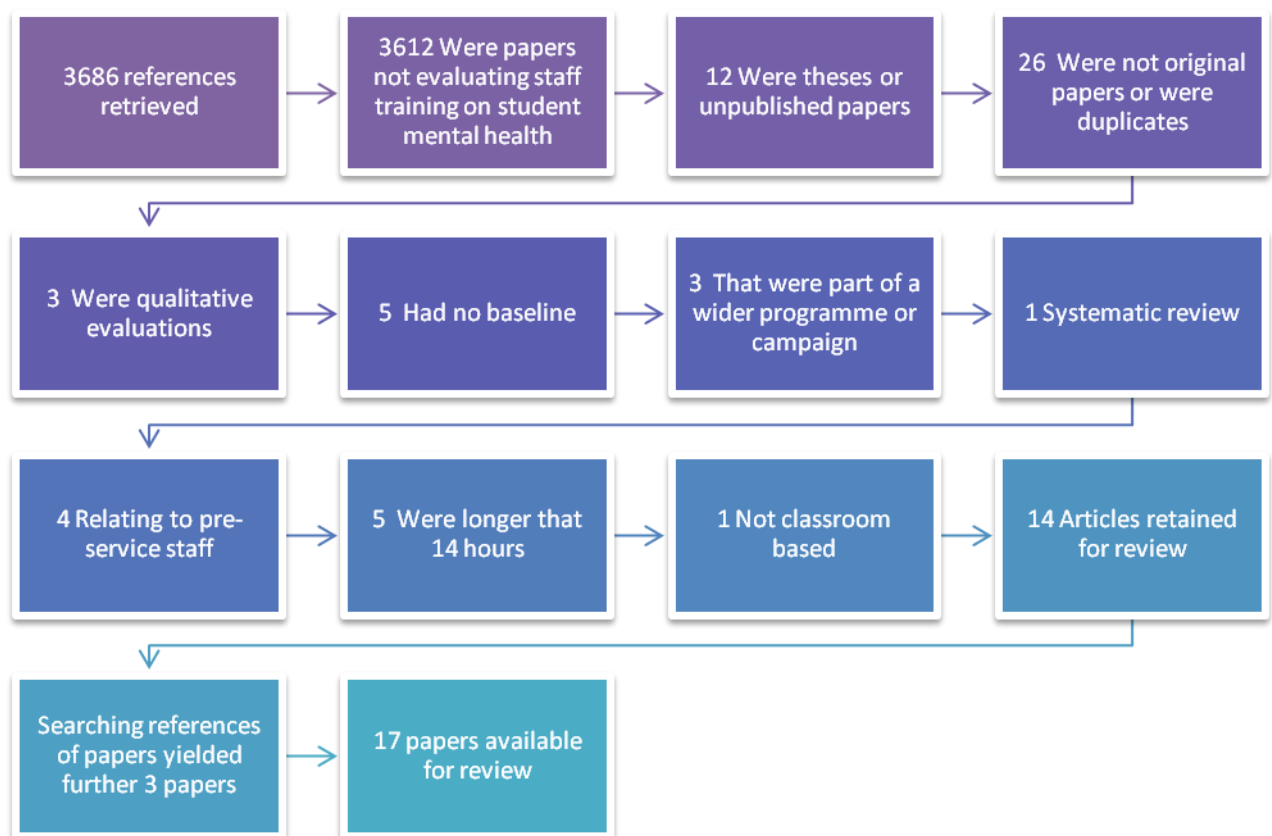 3686 references
retrieved
3612 Were papers
not evaluating staff
training on student
mental health
12 Were theses or
unpublished papers
26 Were not original
papers or were
duplicates
3 Were qualitative
evaluations
5 Had no baseline
3 That were part of a
wider programme or
campaign
1 Systematic review
4 Relating to pre-
service staff
5 Were longer that
14 hours
1 Not classroom
based
14 Articles retained
for review
Searching references
of papers yielded
further 3 papers
17 papers available
for review